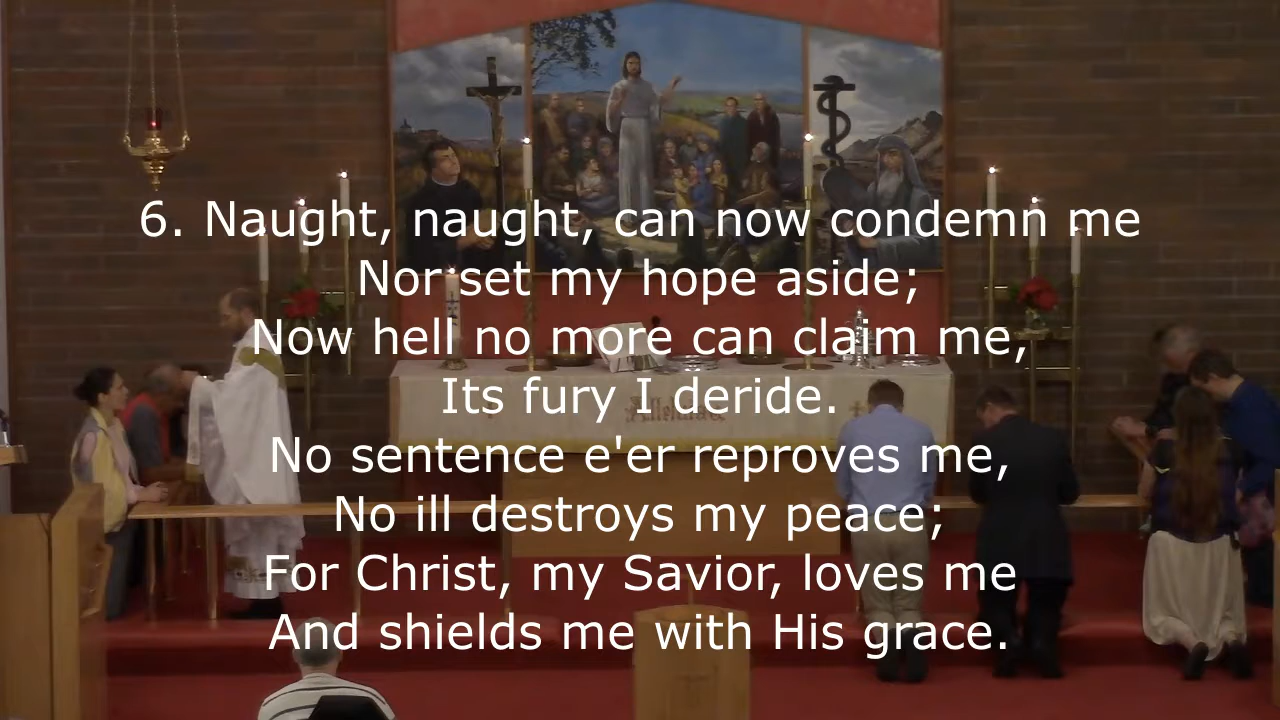 6. Naught, naught, can now condemn me
Nor set my hope aside;
Now hell no more can claim me,
Its fury I deride.
No sentence e'er reproves me,
No ill destroys my peace;
For Christ, my Savior, loves me
And shields me with His grace.
Alleluia